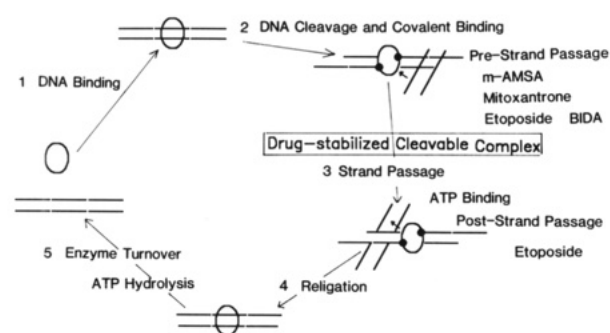 2 DNA Cleavage and Covalent Binding
Pre-Strand Passage
1 DNA Binding
m-AMSA
Mitoxantrone
Etoposide BIDA
Drug-stabilized Cleavable Complex
3 Strand Passage
ATP Binding
Post-Strand Passage
Etoposide
5 Enzyme Turnover
ATP Hydrolysis
4 Religation